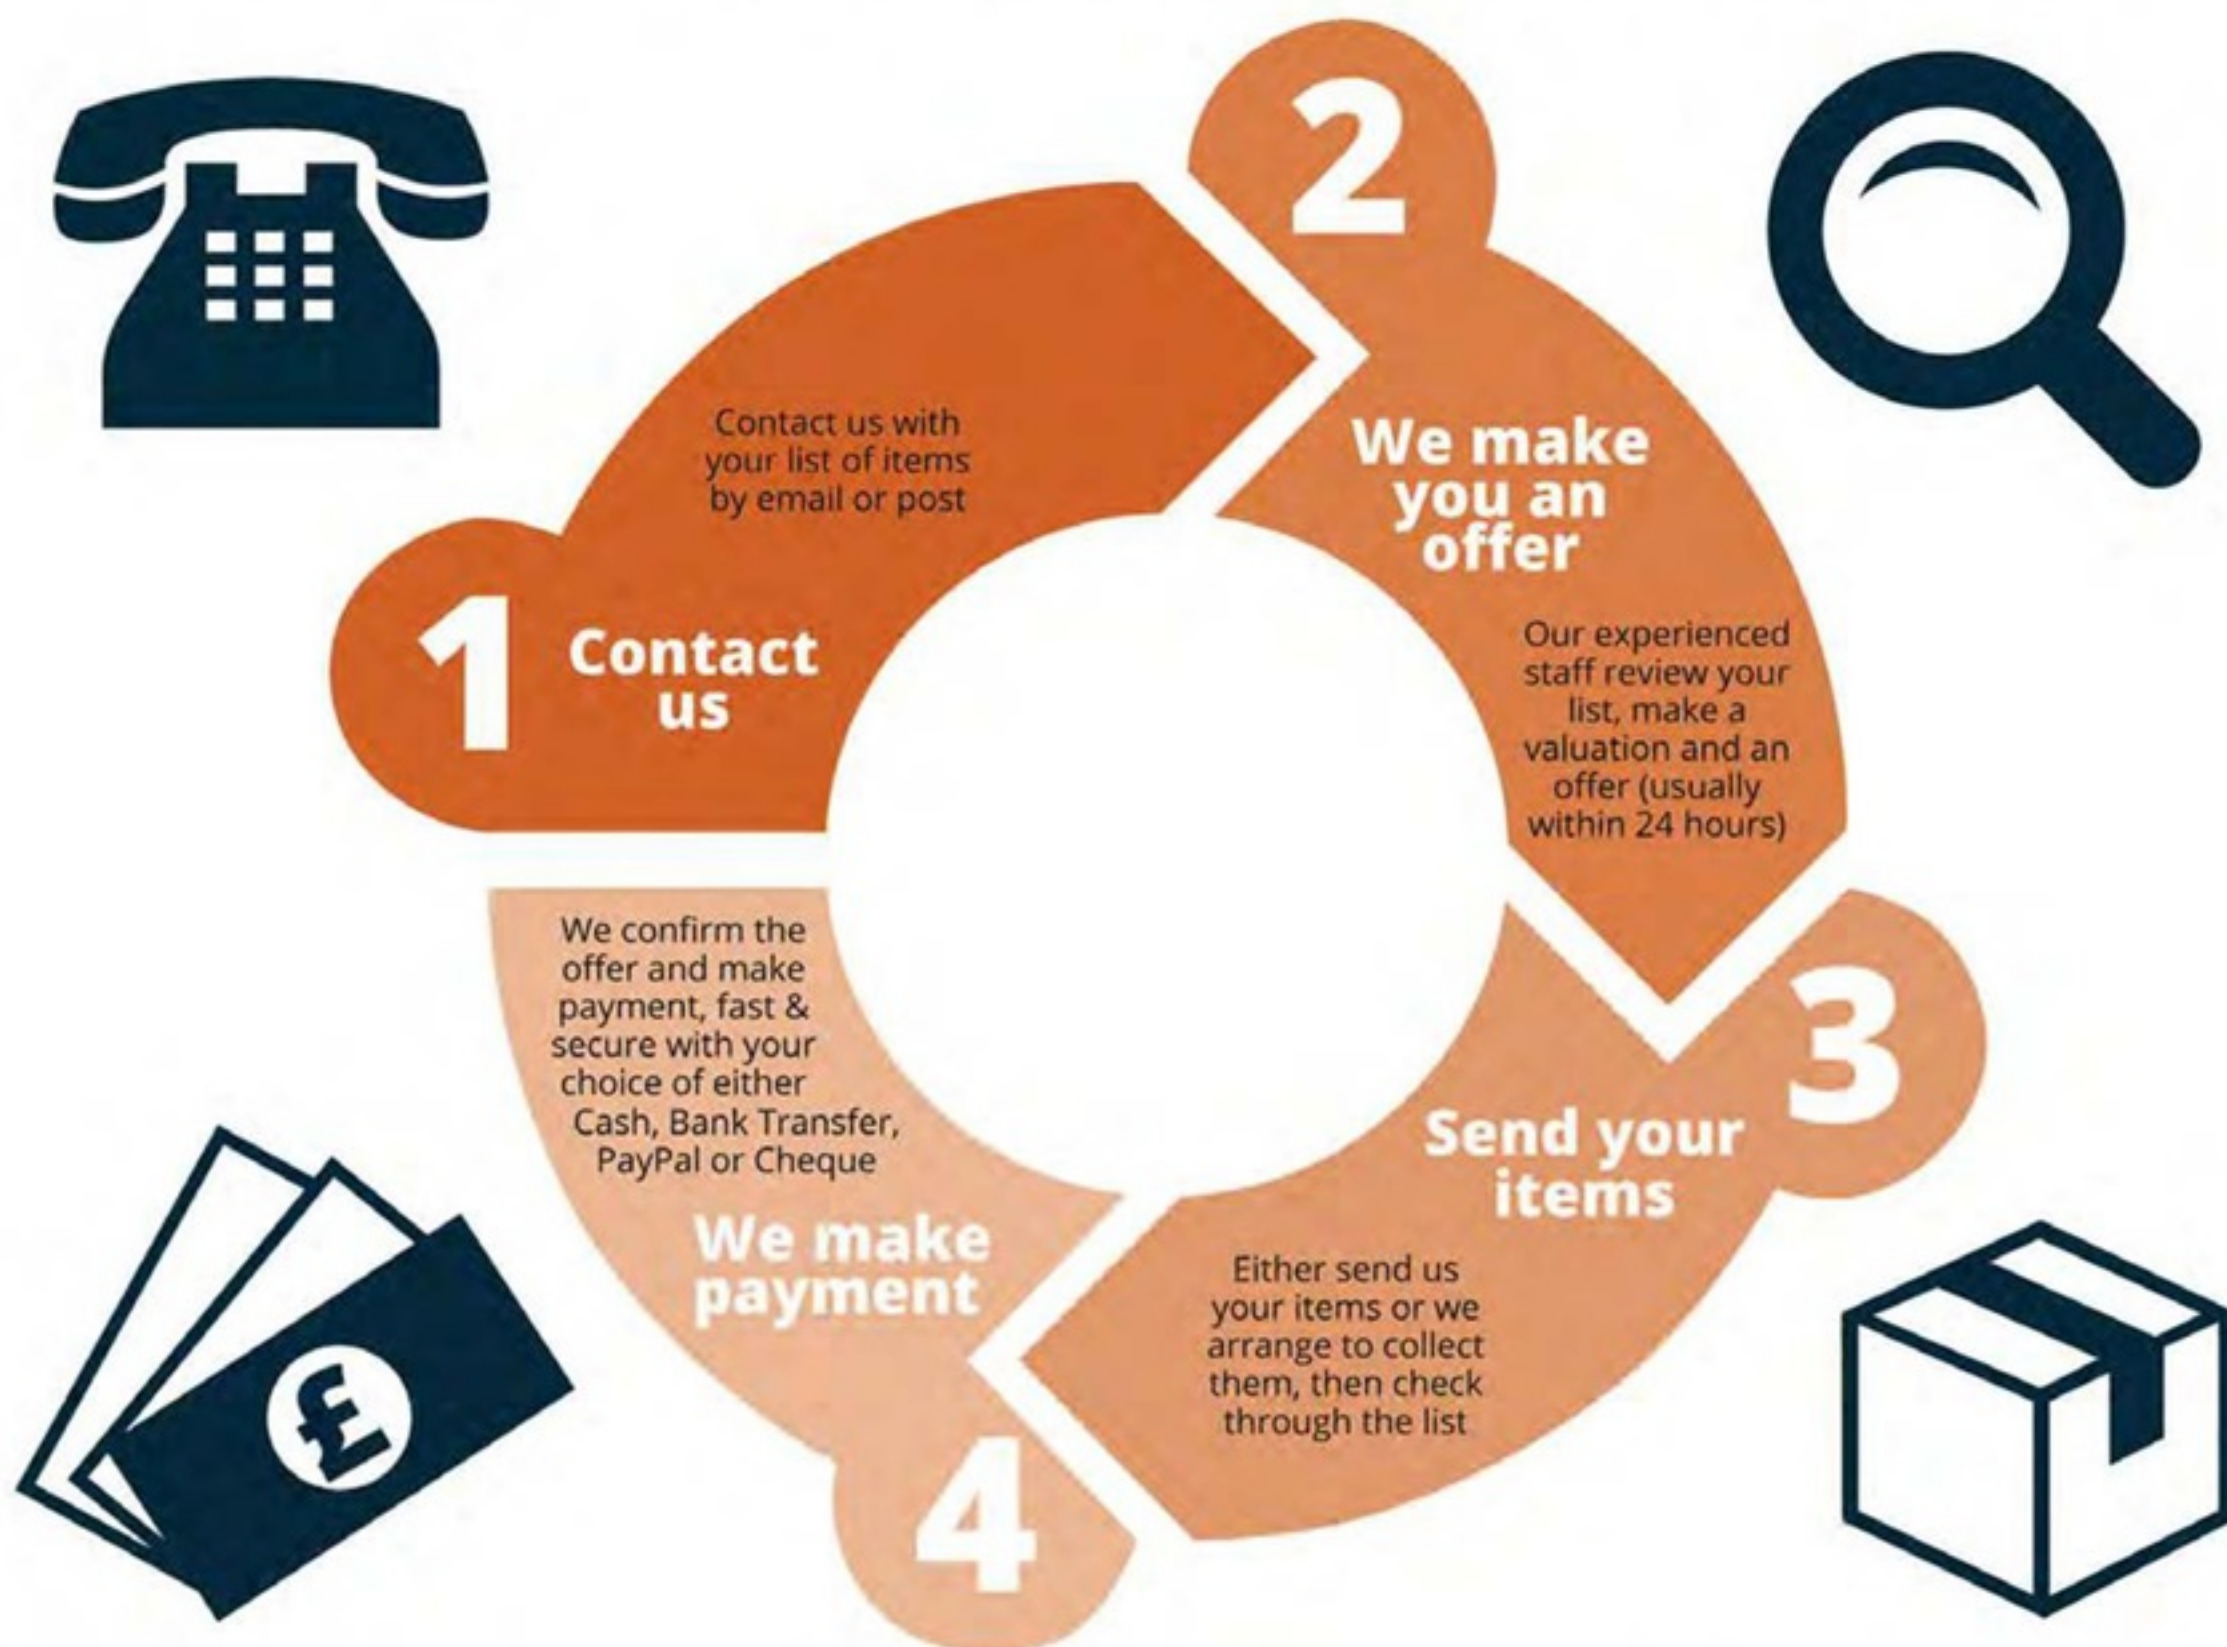 1
Contact
us
Contact us with
your list of items
by email or post
2
We make
you an
offer
Our experienced
staff review your
list, make a
valuation and an
offer (usually
within 24 hours)
3
Send your
items
Either send us
your items or we
arrange to collect
them, then check
through the list
4
We make
payment
We confirm the
offer and make
payment, fast &
secure with your
choice of either
Cash, Bank Transfer,
PayPal or Cheque
£